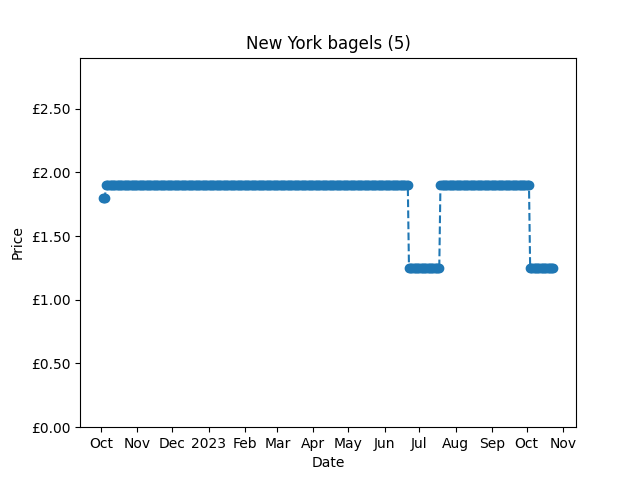 New York bagels (5)
Price
£2.50
£2.00
£1.50
£1.00
£0.50
£0.00
Oct Nov Dec 2023 Feb Mar Apr May Jun Jul Aug Sep Oct Nov
Date